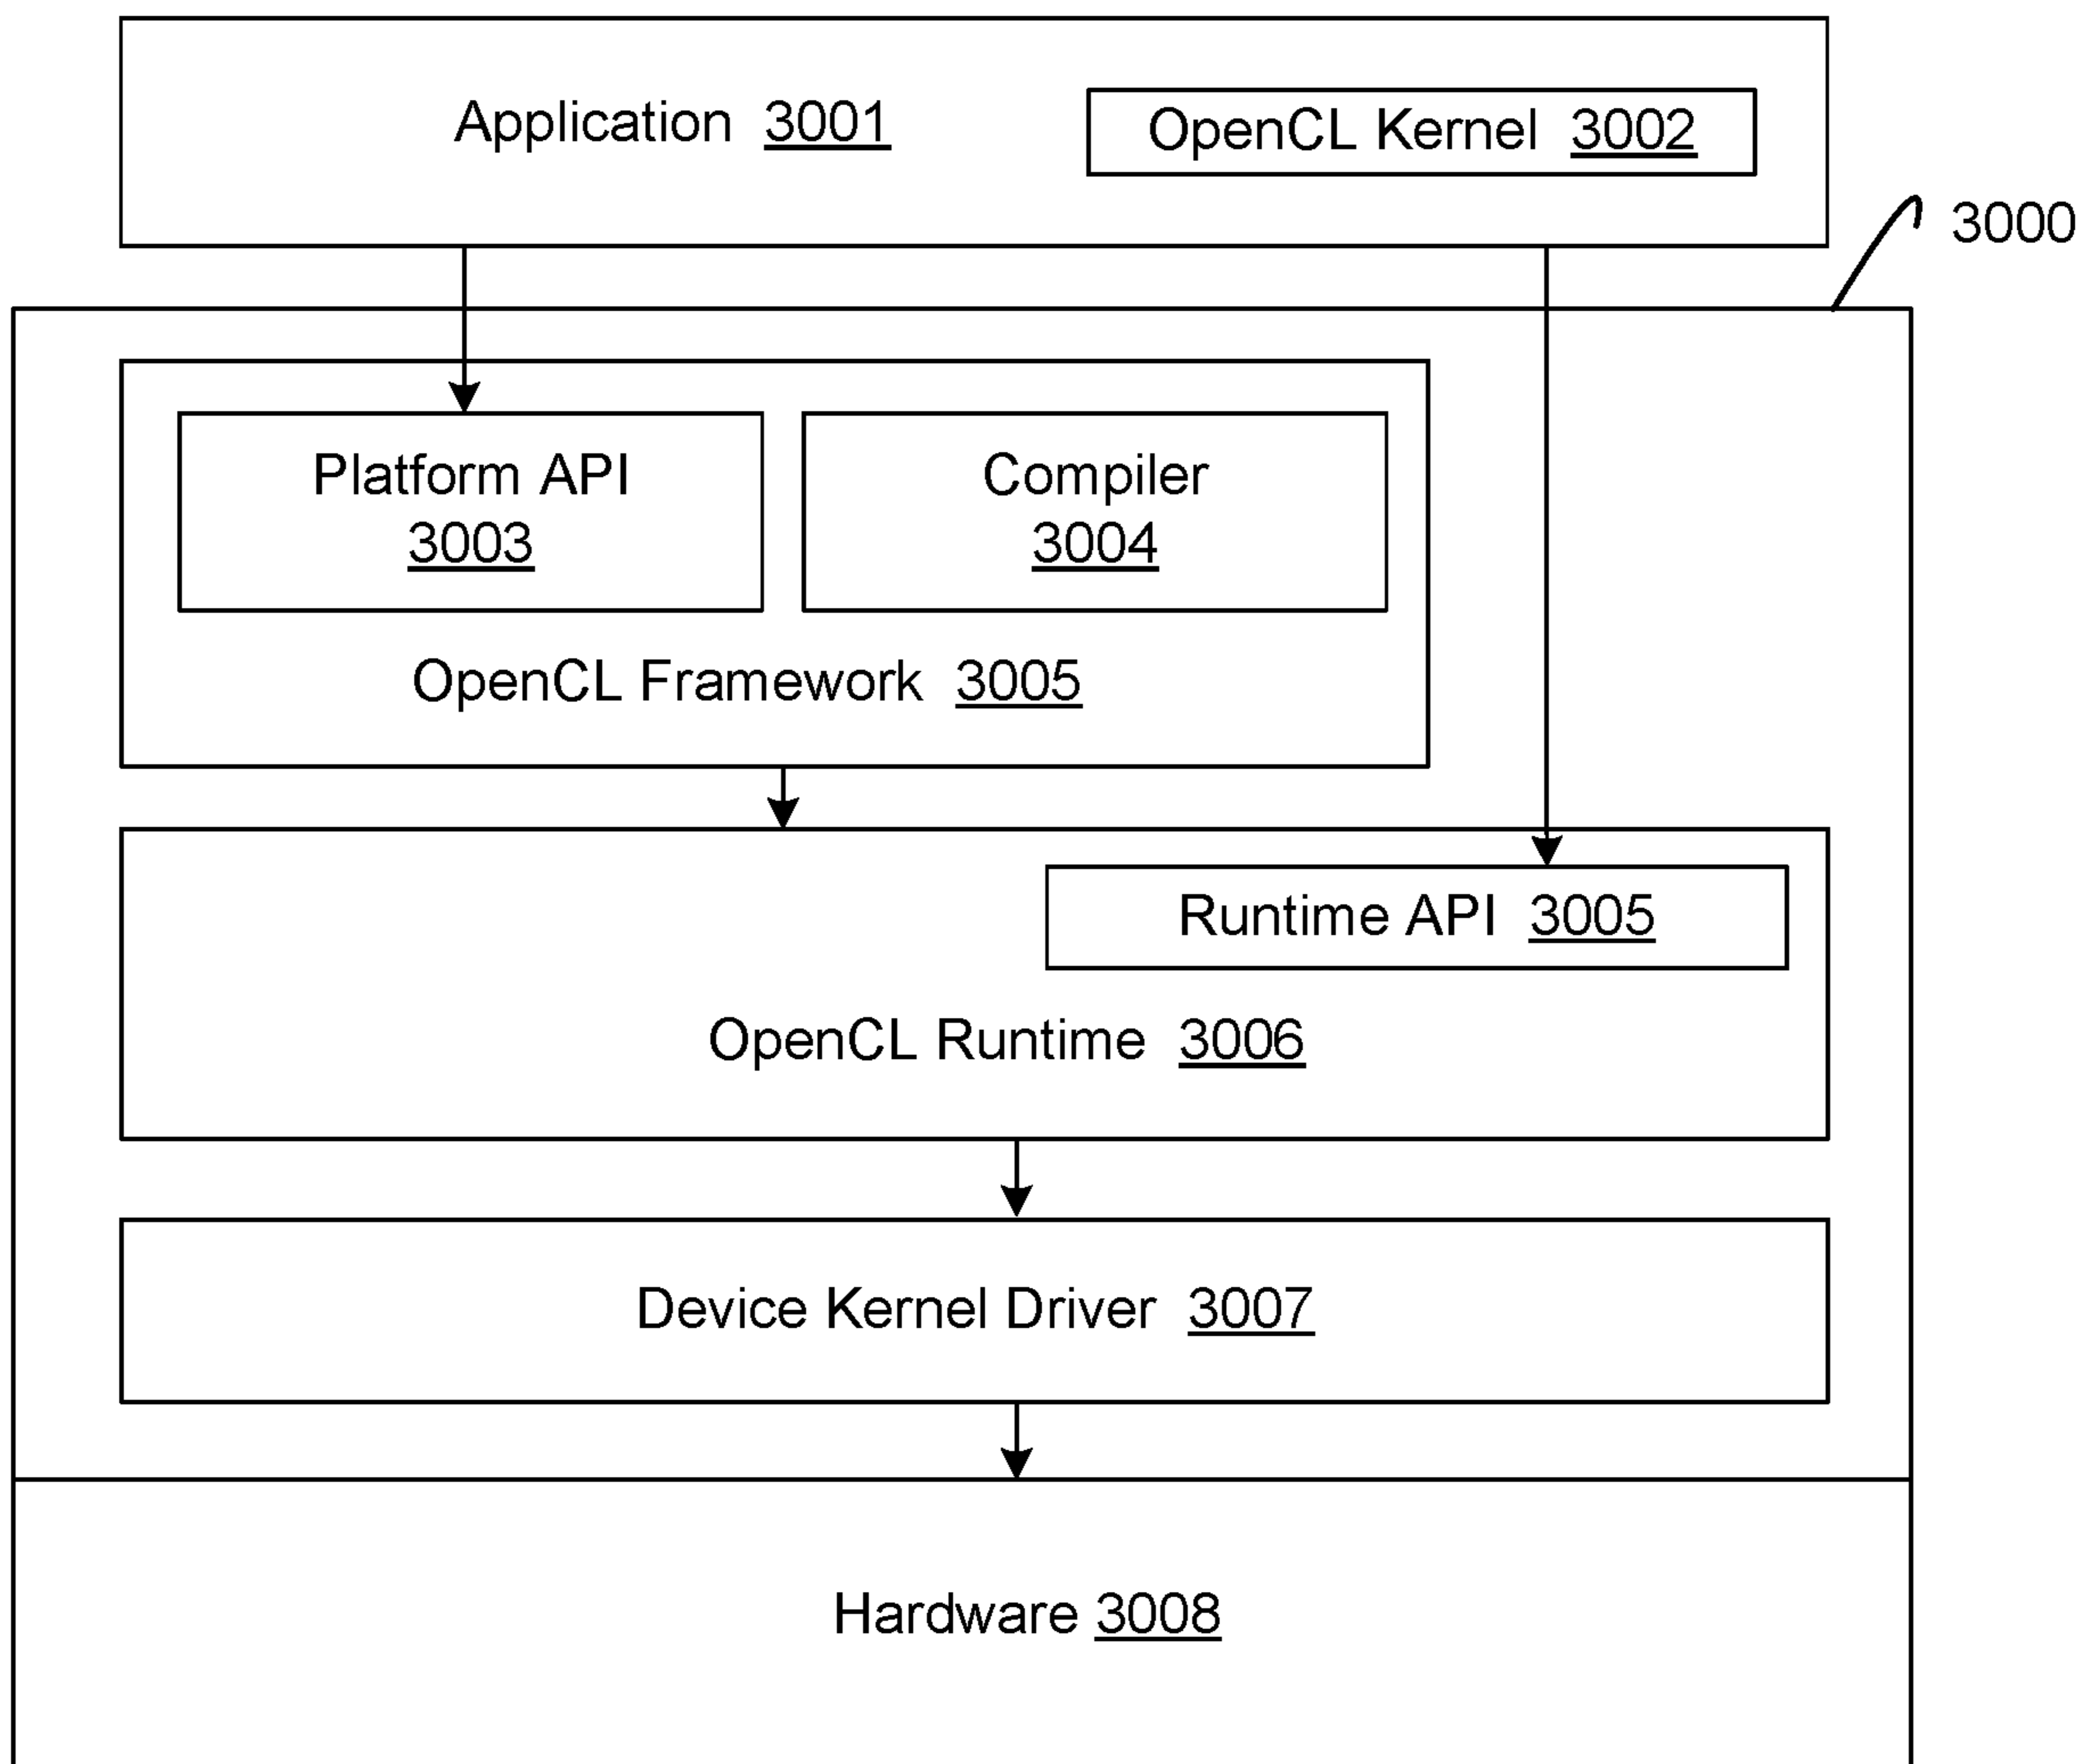 Application 3001
OpenCL Kernel 3002
3000
Platform API
3003
Compiler
3004
OpenCL Framework 3005
Runtime API 3005
OpenCL Runtime 3006
Device Kernel Driver 3007
Hardware 3008